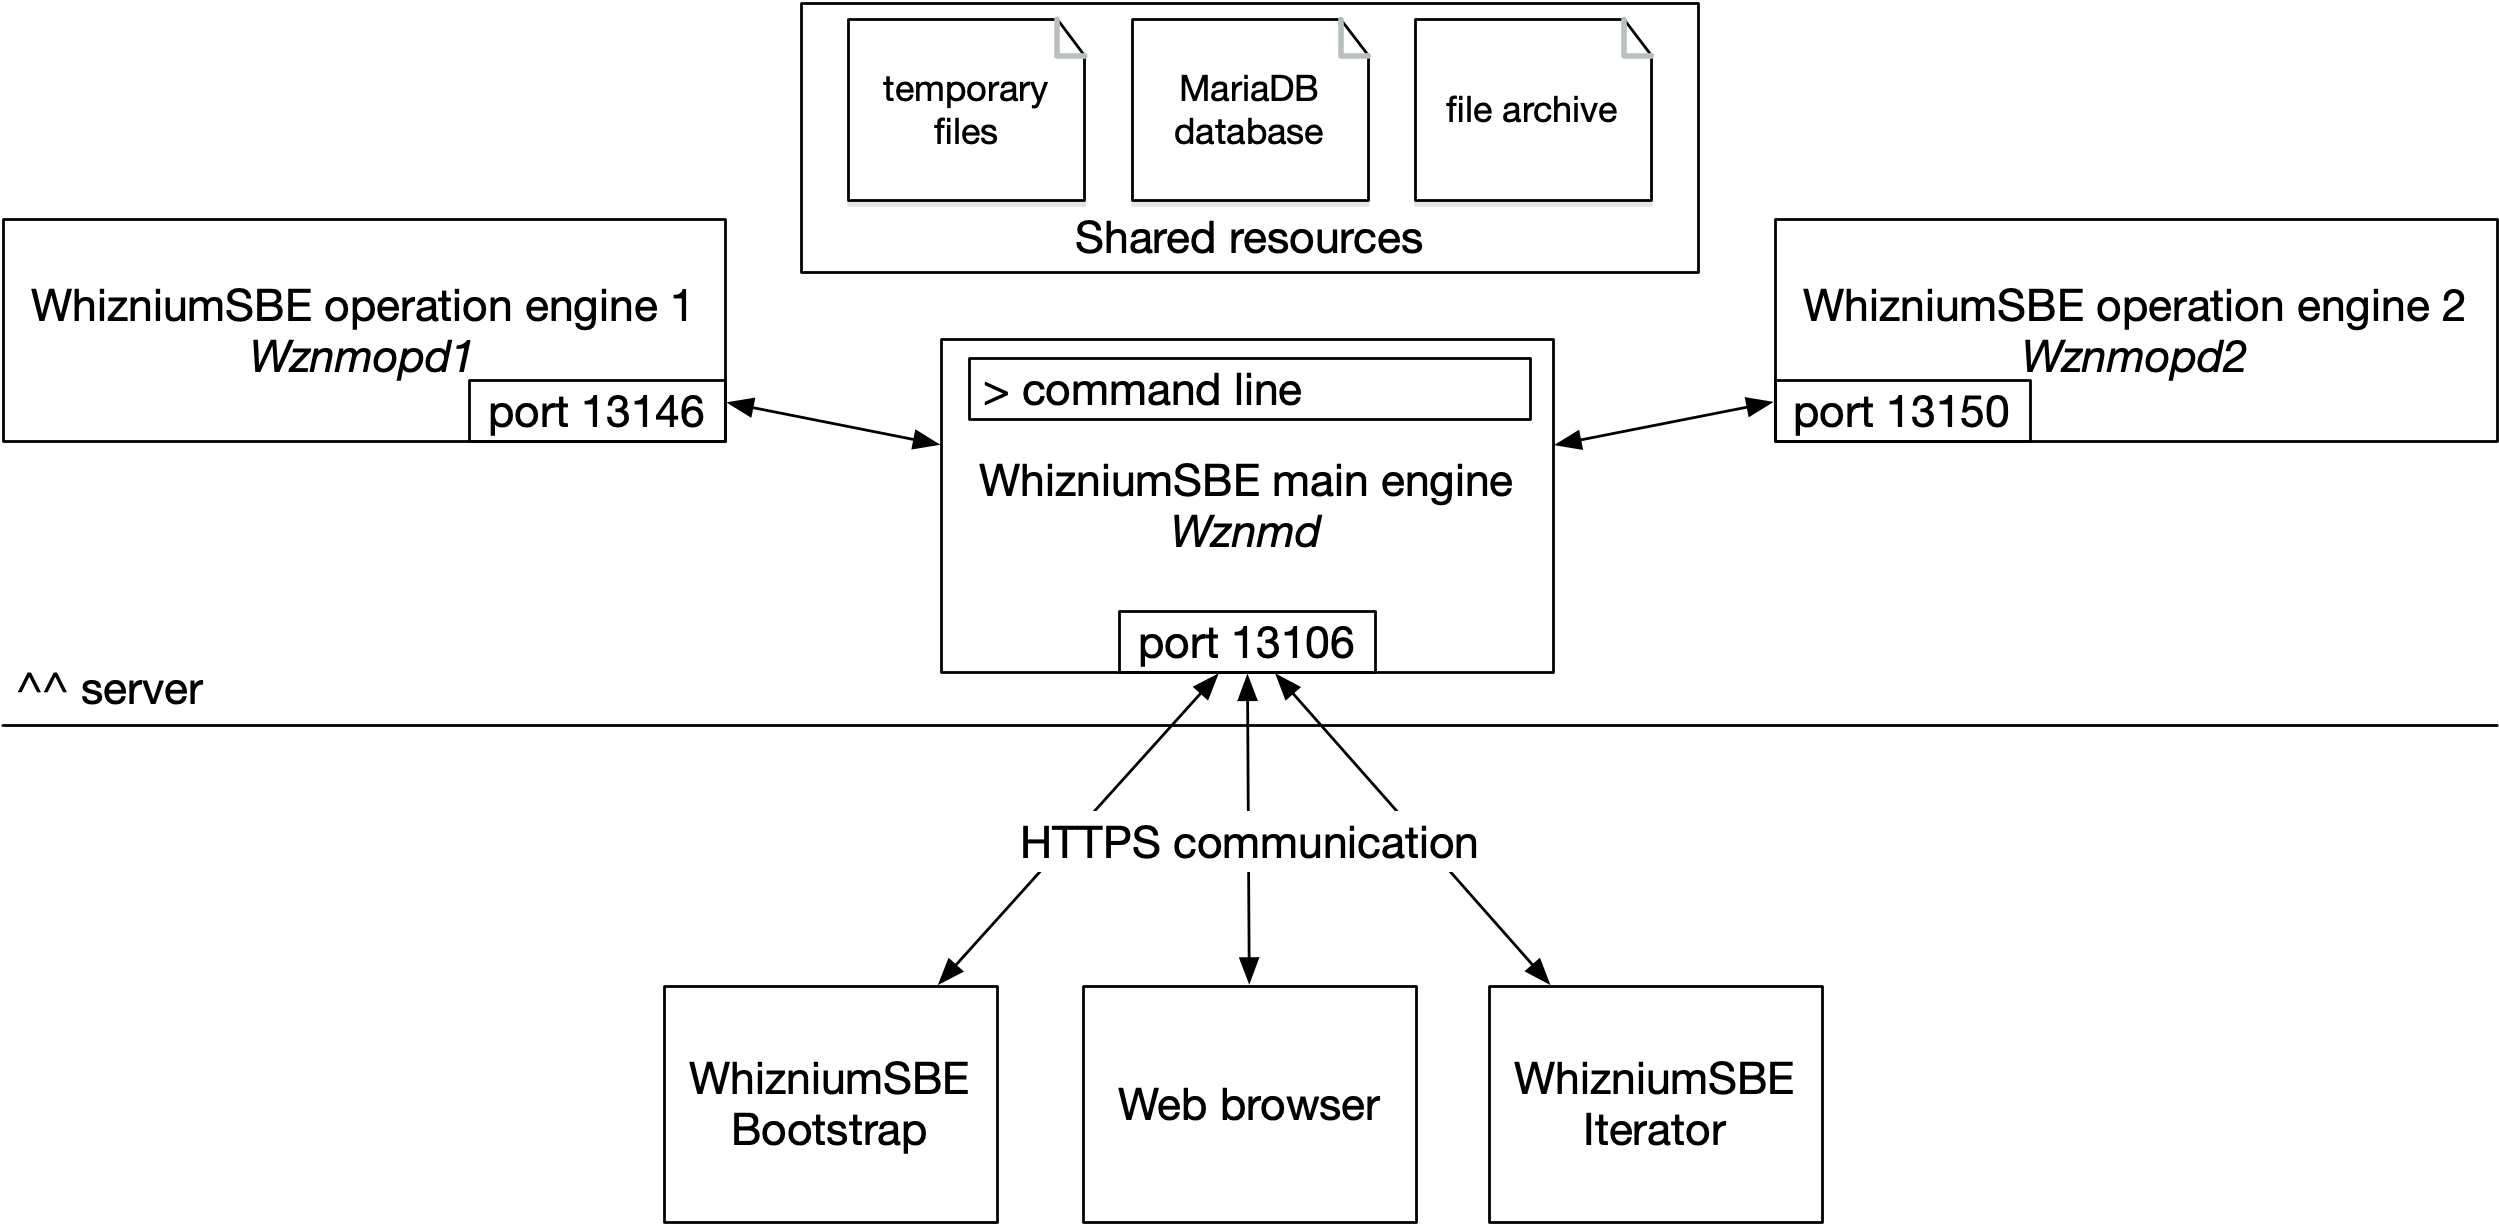 temporary
files
MariaDB
database
file archive
Shared resources
WhizniumSBE operation engine 1
Wznmopd1
port 13146
WhizniumSBE operation engine 2
Wznmopd2
port 13150
> command line
WhizniumSBE main engine
Wznmd
port 13106
^^ server
HTTPS communication
WhizniumSBE
Bootstrap
Web browser
WhizniumSBE
Iterator